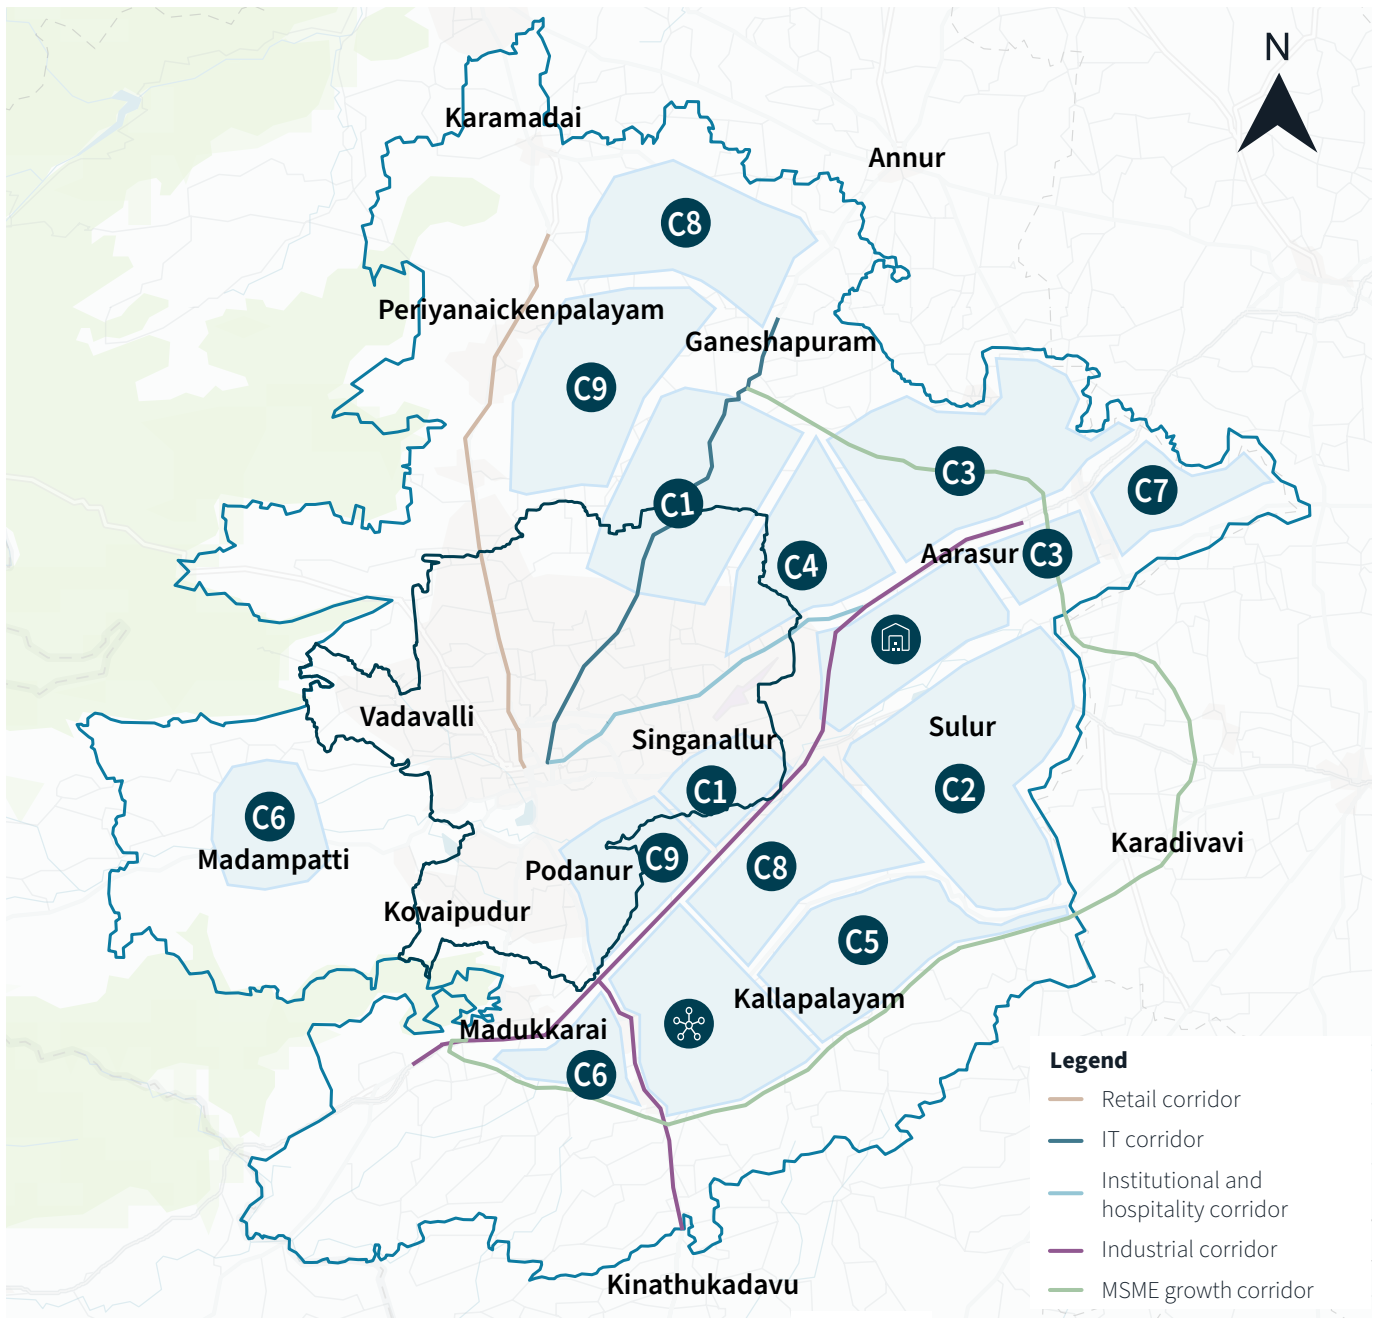 N
Karamadai
Annur
C8
Periyanaickenpalayam
Ganeshapuram
C9
C3
C7
C1
Aarasur
C3
C4
Vadavalli
Singanallur
Sulur
C1
C2
C6
Madampatti
Podanur
C9
C8
Karadivavi
Kovaipudur
C5
Kallapalayam
Madukkarai
C6
Kinathukadavu
Legend
Retail corridor
IT corridor
Institutional and
hospitality corridor
Industrial corridor
MSME growth corridor